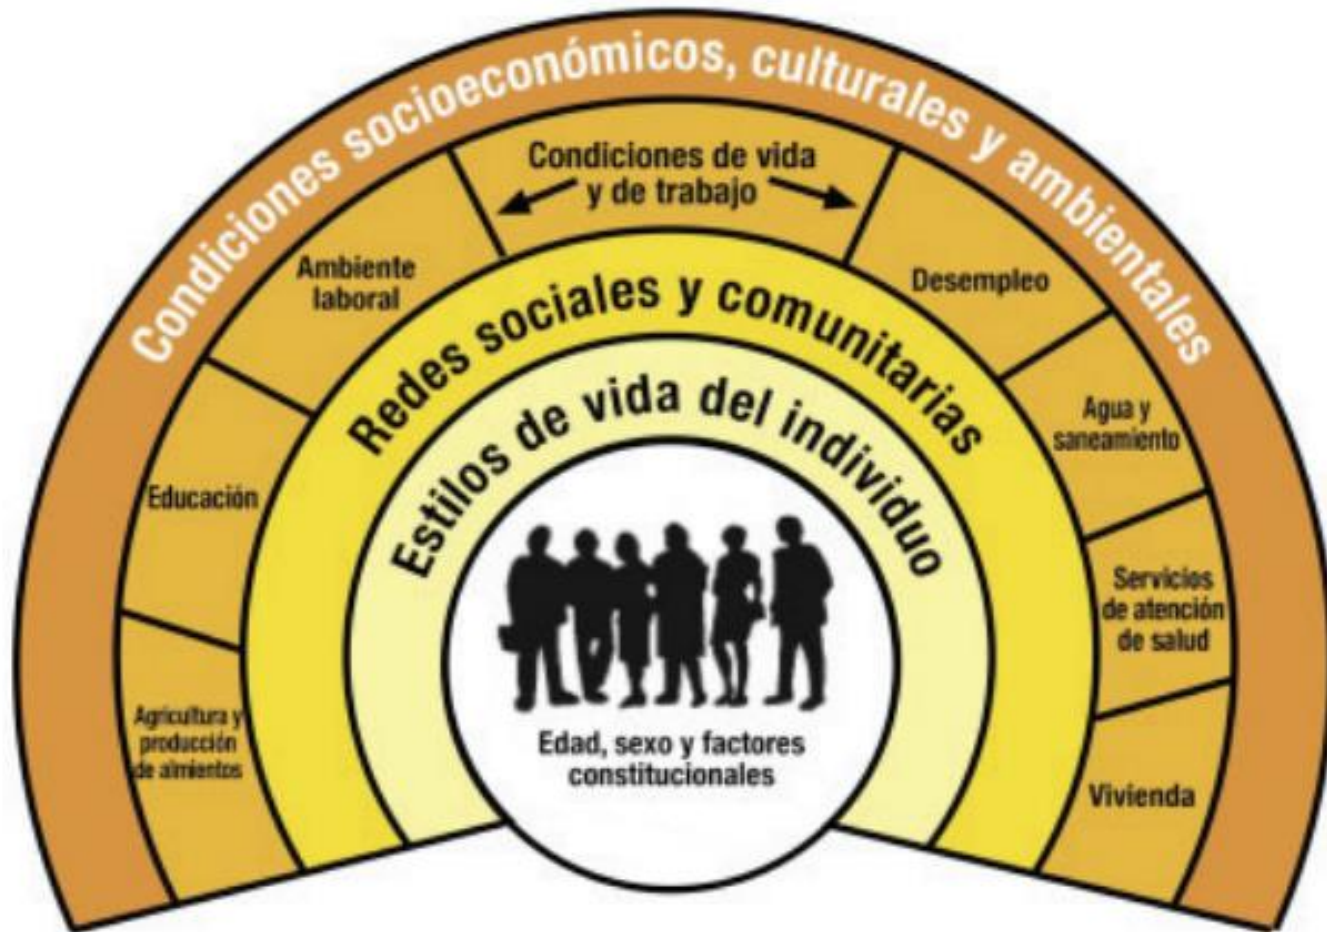 Condiciones socioeconómicos, culturales y ambientales
Condiciones de vida
y de trabajo
Ambiente
laboral
Desempleo
Educación
Agua y
saneamiento
Agricultura y
producción
de almientos
Servicios
de atención
de salud
Vivienda
Redes sociales y comunitarias
Estilos de vida del individuo
Edad, sexo y factores
constitucionales